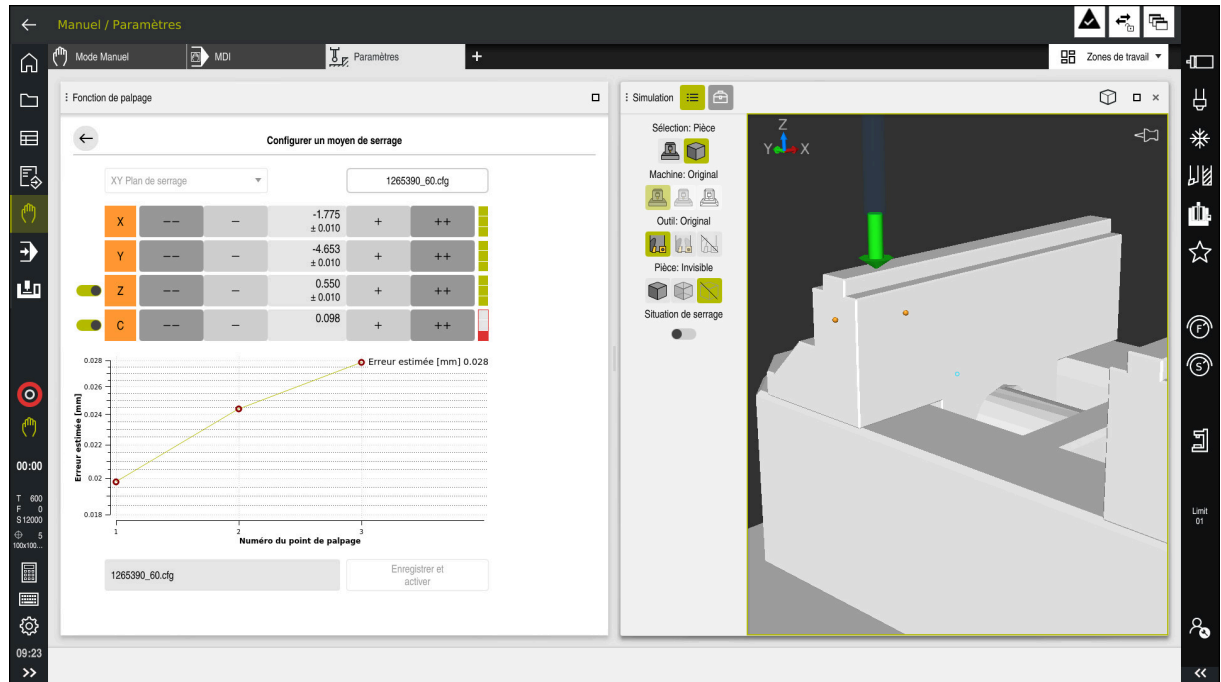 Manuel / Paramètres
Mode Manuel
MDI
Paramètres
+
Zones de travail
Fonction de palpage
Configurer un moyen de serrage
XY Plan de serrage
1265390_60.cfg
X -- - -1.775 ± 0.010 + ++
Y -- - -4.653 ± 0.010 + ++
Z -- - 0.550 ± 0.010 + ++
C -- - 0.098 + ++
Erreur estimée [mm] 0.028
Erreur estimée [mm]
0.028
0.026
0.024
0.022
0.02
0.018
1 2 3
Numéro du point de palpage
1265390_60.cfg
Enregistrer et
activer
Simulation
Sélection: Pièce
Machine: Original
Outil: Original
Pièce: Invisible
Situation de serrage
Z
Y X
00:00
T 600
F 0
S 12000
5
100x100...
09:23
F
S
Limit
01